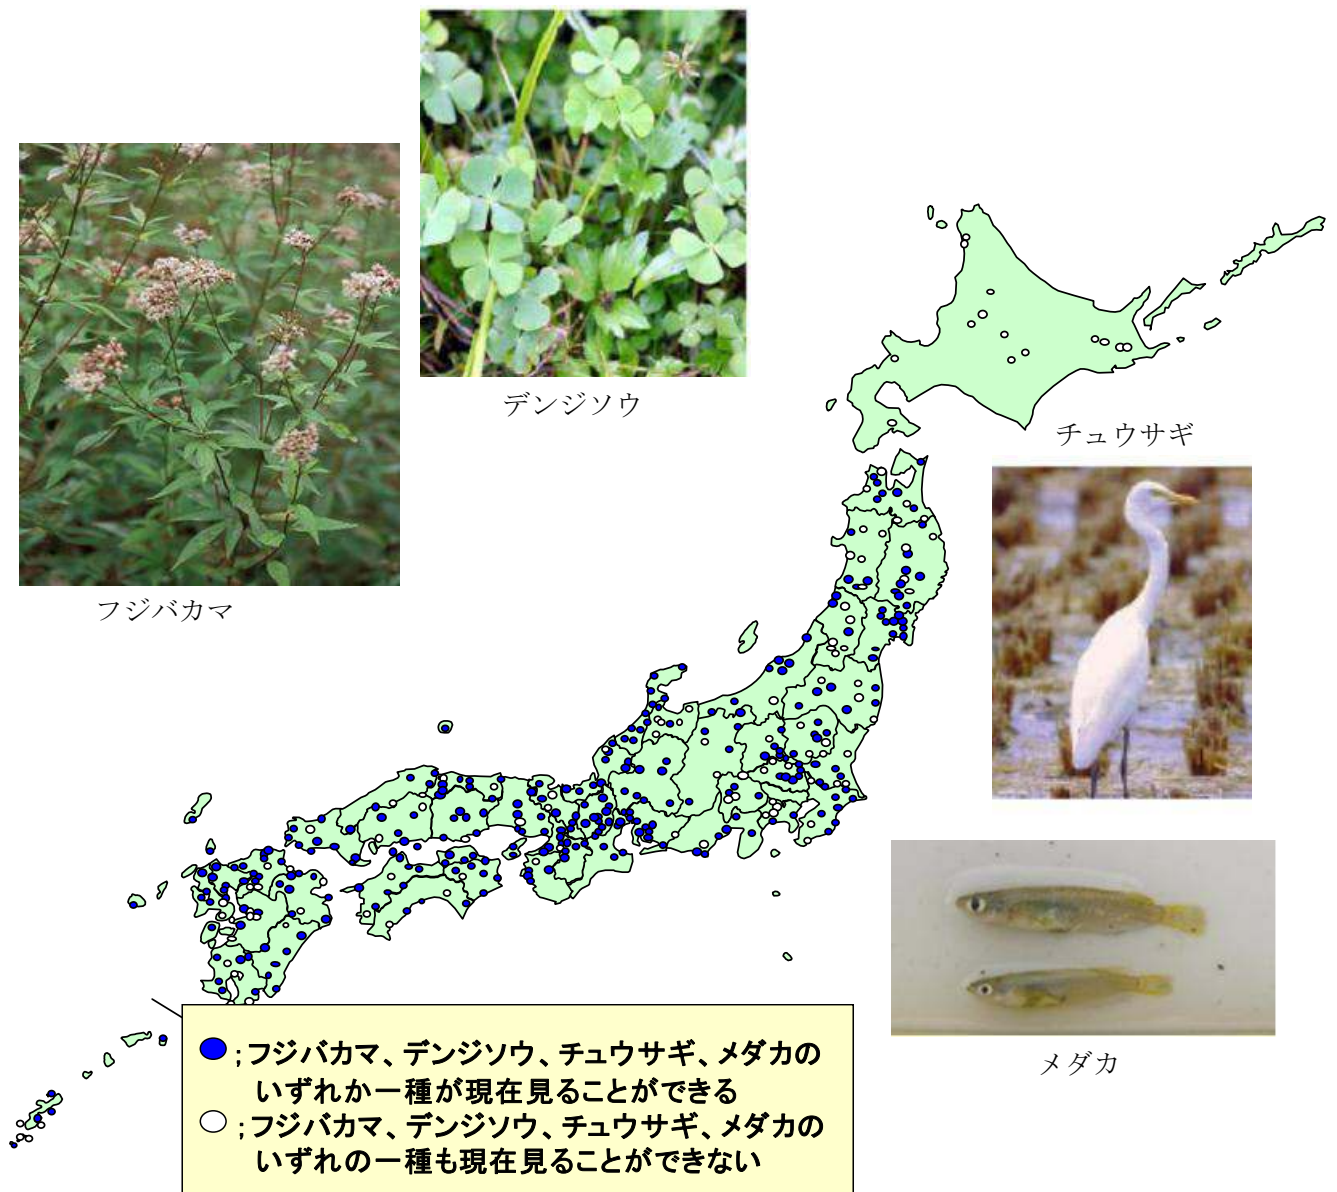 デンジソウ
チュウサギ
フジバカマ
メダカ
;フジバカマ、デンジソウ、チュウサギ、メダカの
いずれか一種が現在見ることができる
;フジバカマ、デンジソウ、チュウサギ、メダカの
いずれの一種も現在見ることができない